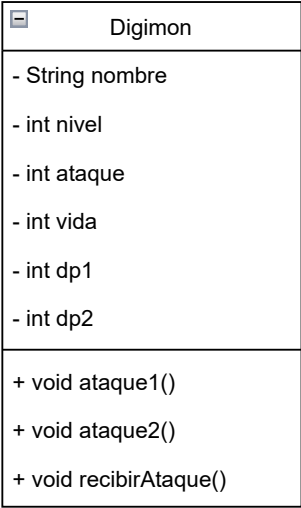 Digimon
- String nombre
- int nivel
- int ataque
- int vida
- int dp1
- int dp2
+ void ataque1()
+ void ataque2()
+ void recibirAtaque()